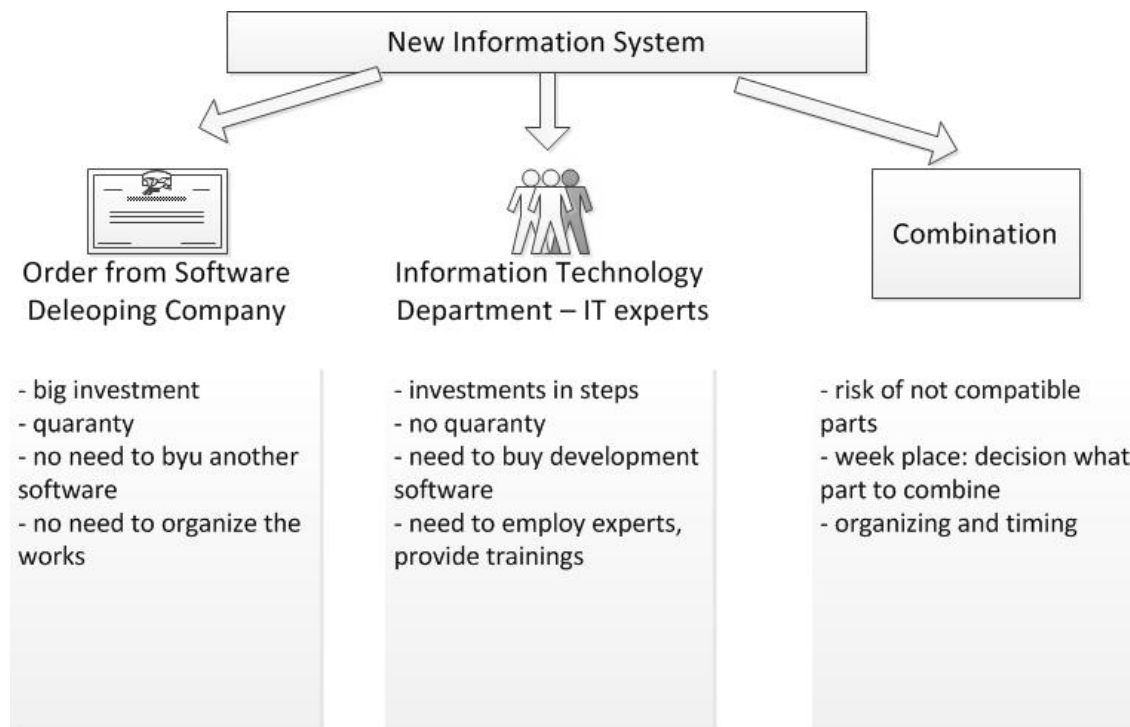 New Information System
Order from Software
Deleoping Company
Information Technology
Department – IT experts
Combination
- big investment
- quaranty
- no need to byu another
software
- no need to organize the
works
- investments in steps
- no quaranty
- need to buy development
software
- need to employ experts,
provide trainings
- risk of not compatible
parts
- week place: decision what
part to combine
- organizing and timing